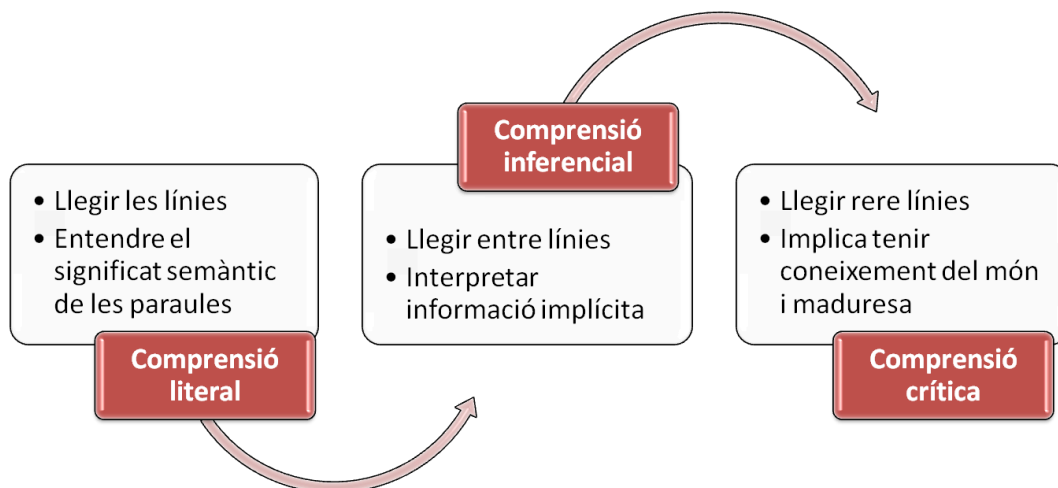 • Llegir les línies
• Entendre el
significat semàntic
de les paraules
Comprensió
literal
Comprensió
inferencial
• Llegir entre línies
• Interpretar
informació implícita
• Llegir rere línies
• Implica tenir
coneixement del món
i maduresa
Comprensió
crítica